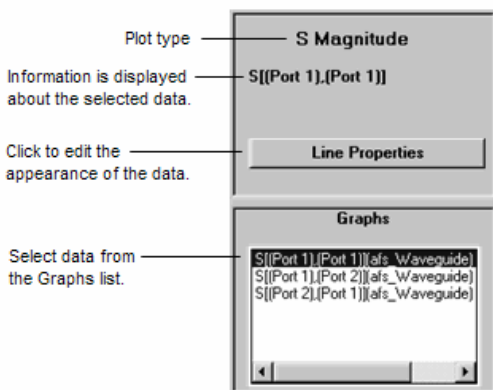 Plot type
S Magnitude
Information is displayed
about the selected data.
S[(Port 1),(Port 1)]
Click to edit the
appearance of the data.
Line Properties
Graphs
Select data from
the Graphs list.
S[(Port 1),(Port 1)](afs_Waveguide)
S[(Port 1),(Port 2)](afs_Waveguide)
S[(Port 2),(Port 1)](afs_Waveguide)